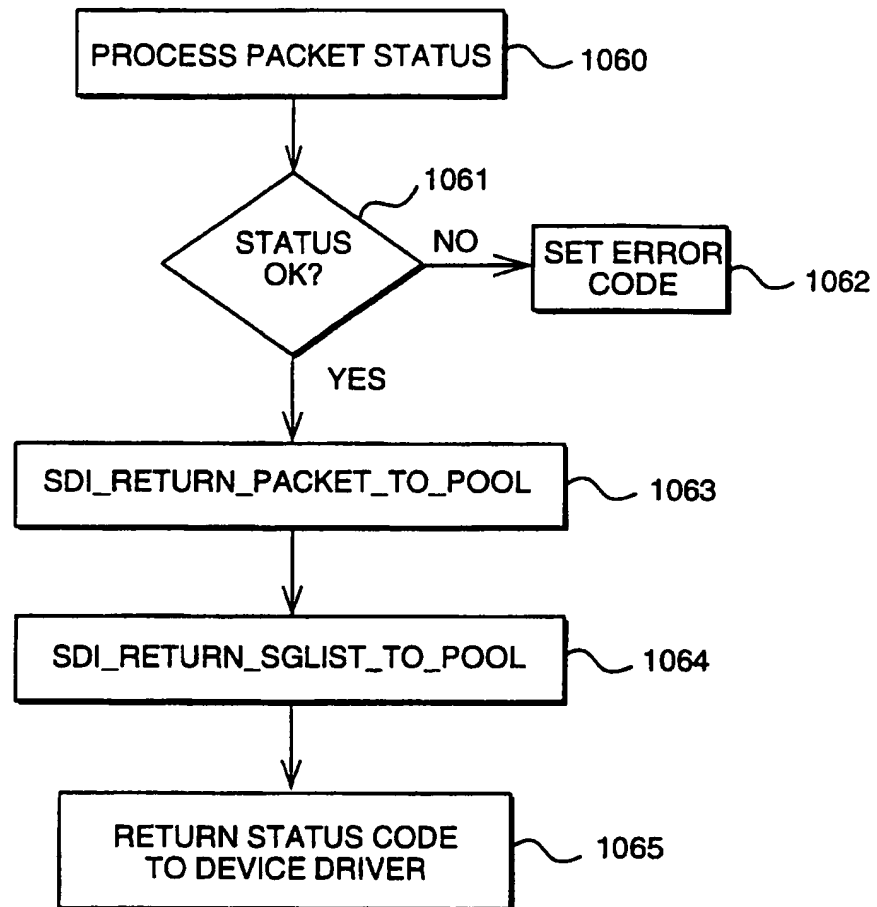 PROCESS PACKET STATUS
1060
1061
STATUS
OK?
NO
SET ERROR
CODE
1062
YES
SDI_RETURN_PACKET_TO_POOL
1063
SDI_RETURN_SGLIST_TO_POOL
1064
RETURN STATUS CODE
TO DEVICE DRIVER
1065